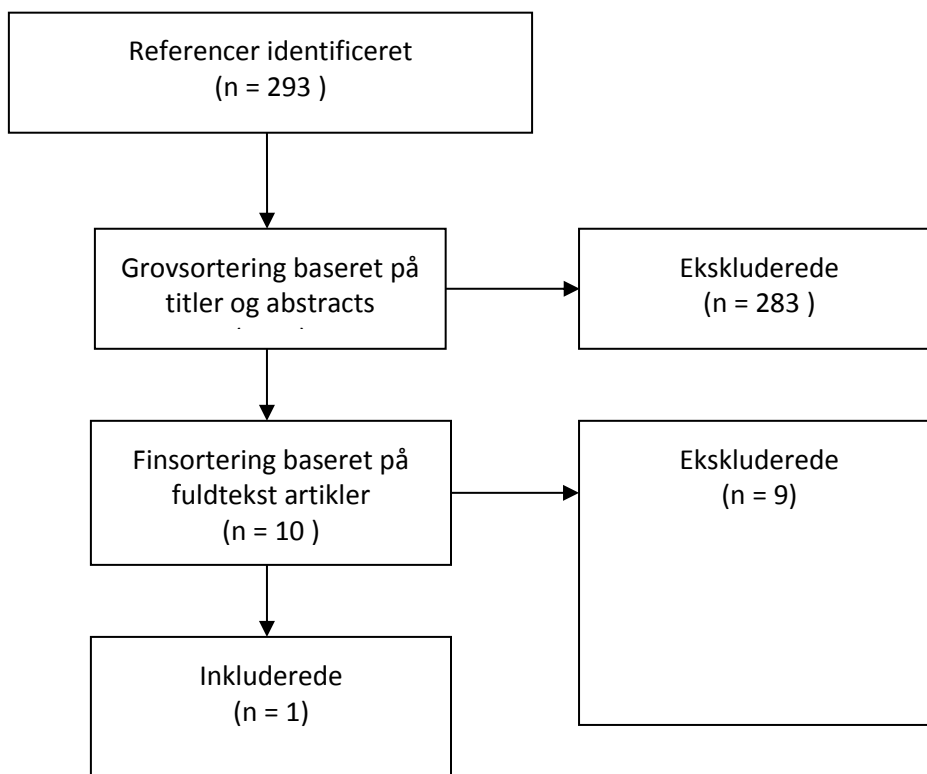 Referencer identificeret
(n = 293 )
Grovsortering baseret på
titler og abstracts
Ekskluderede
(n = 283 )
Finsortering baseret på
fuldtekst artikler
(n = 10 )
Ekskluderede
(n = 9)
Inkluderede
(n = 1)